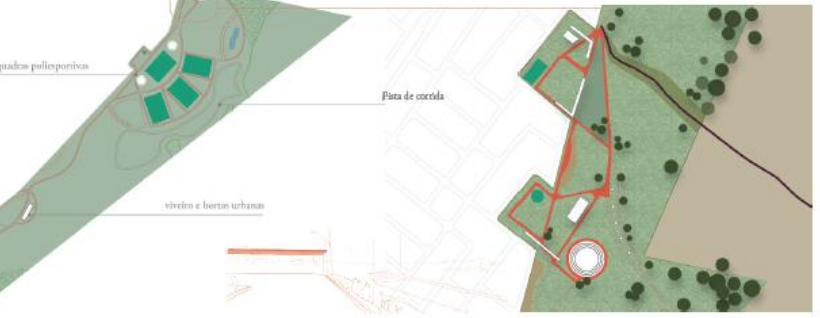 quadras poliesportivas
Pista de corrida
viveiro e hortas urbanas